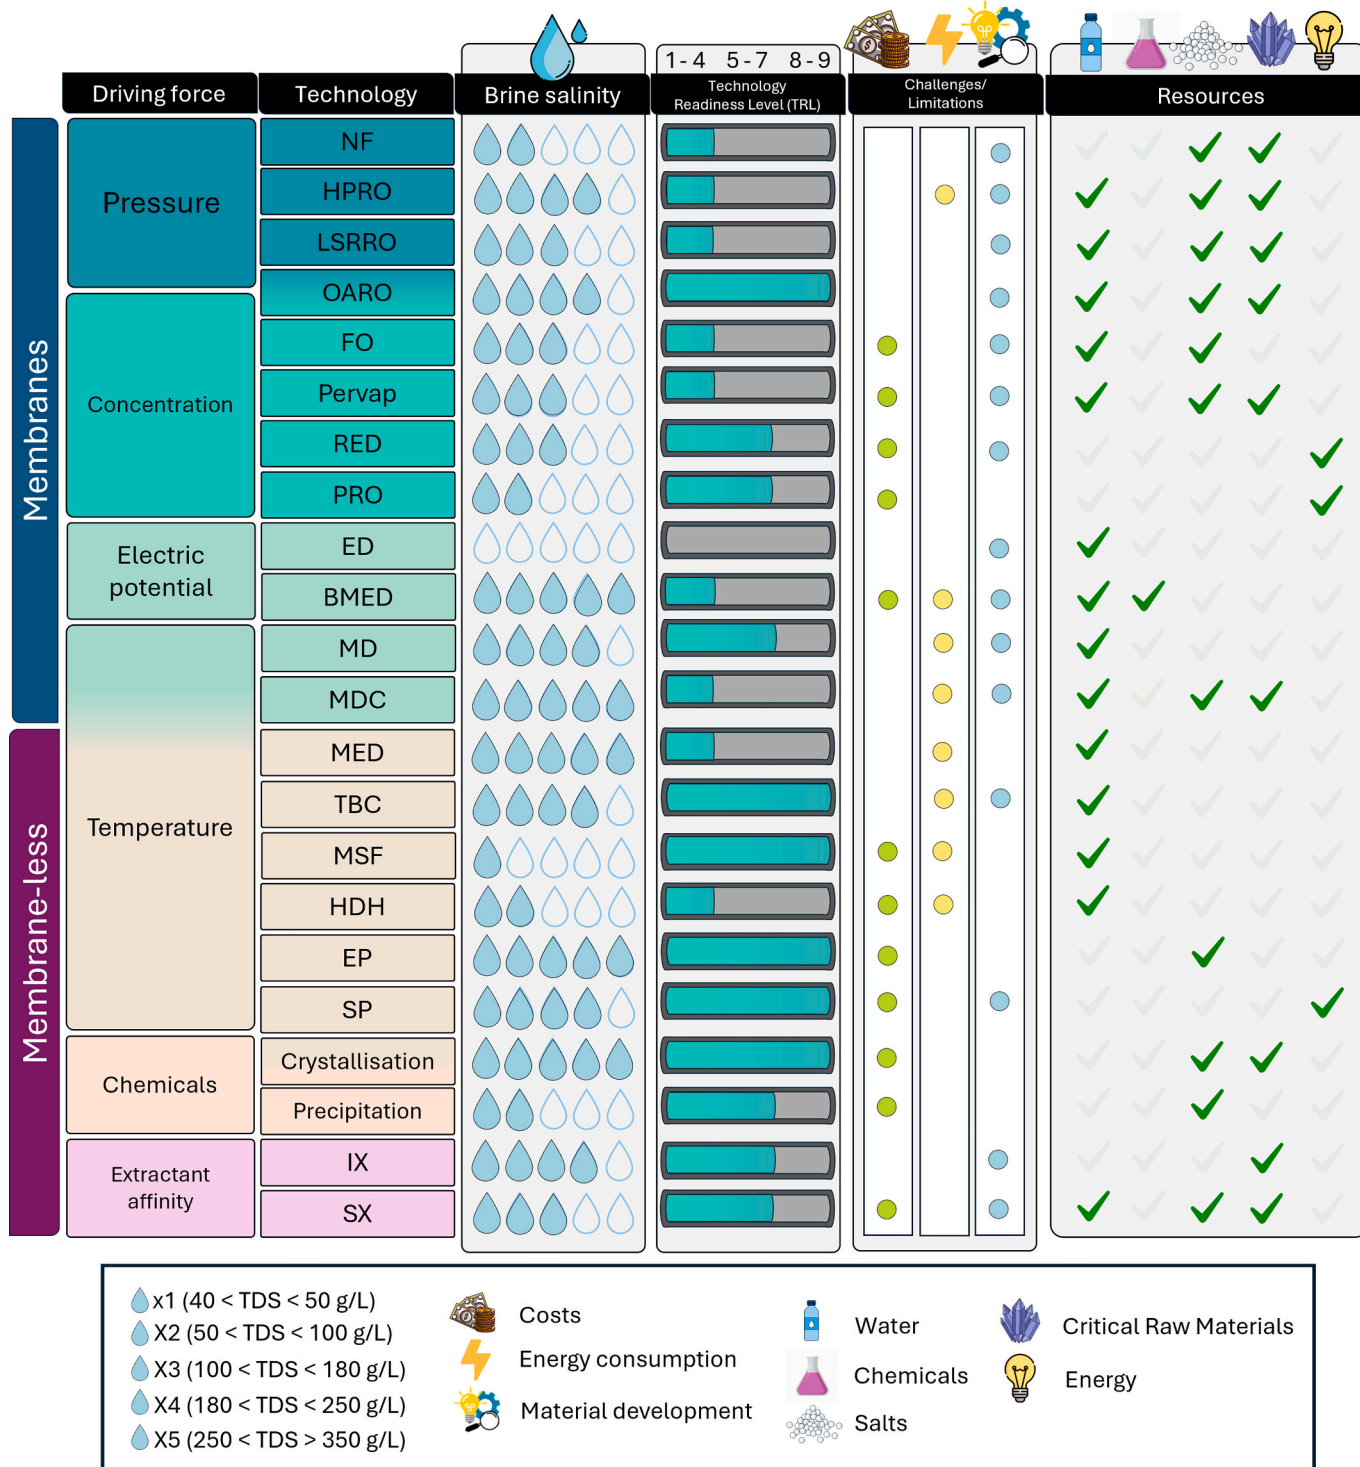 1-4 5-7 8-9
Driving force
Technology
Brine salinity
Technology
Readiness Level (TRL)
Challenges/
Limitations
Resources
Membranes
Membrane-less
Pressure
Concentration
Electric
potential
Temperature
Chemicals
Extractant
affinity
NF
HPRO
LSRRO
OARO
FO
Pervap
RED
PRO
ED
BMED
MD
MDC
MED
TBC
MSF
HDH
EP
SP
Crystallisation
Precipitation
IX
SX
x1 (40 < TDS < 50 g/L)
X2 (50 < TDS < 100 g/L)
X3 (100 < TDS < 180 g/L)
X4 (180 < TDS < 250 g/L)
X5 (250 < TDS > 350 g/L)
Costs
Energy consumption
Material development
Water
Chemicals
Salts
Critical Raw Materials
Energy